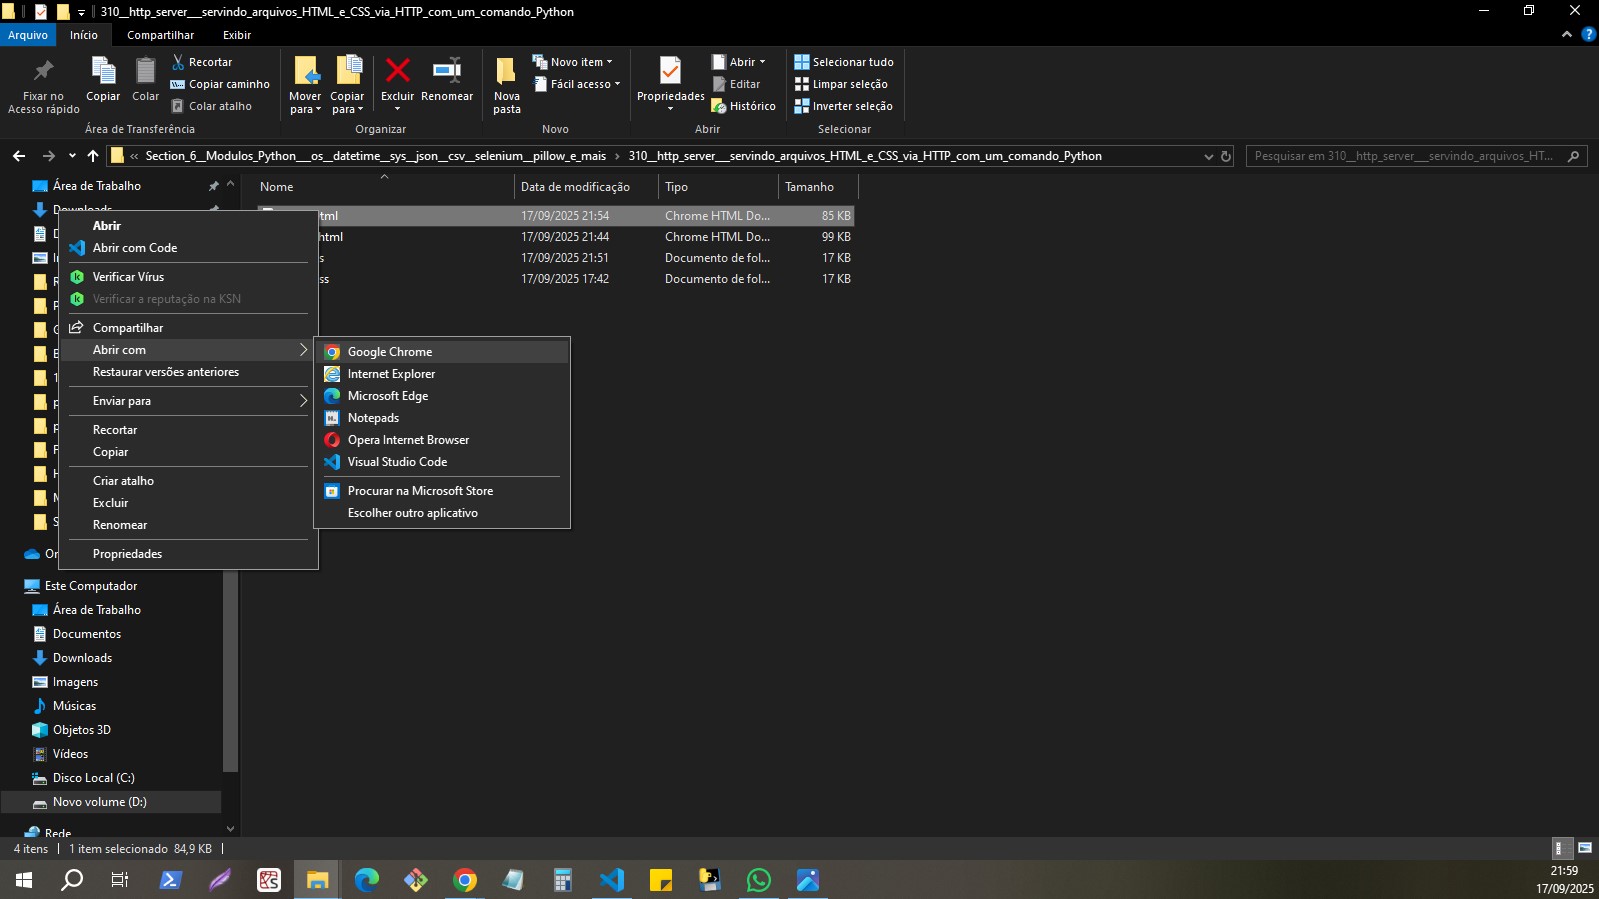 310__http_server___servindo_arquivos_HTML_e_CSS_via_HTTP_com_um_comando_Python
Arquivo
Início
Compartilhar
Exibir
Fixar no
Acesso rápido
Copiar
Colar
Recortar
Copiar caminho
Colar atalho
Área de Transferência
Mover
para
Copiar
para
Excluir
Renomear
Organizar
Nova
pasta
Novo item
Fácil acesso
Novo
Propriedades
Abrir
Editar
Histórico
Abrir
Selecionar tudo
Limpar seleção
Inverter seleção
Selecionar
« Section_6__Modulos_Python___os__datetime__sys__json__csv__selenium__pillow_e_mais › 310__http_server___servindo_arquivos_HTML_e_CSS_via_HTTP_com_um_comando_Python
Pesquisar em 310__http_server___servindo_arquivos_HT...
Nome
Data de modificação
Tipo
Tamanho
html 17/09/2025 21:54 Chrome HTML Do... 85 KB
html 17/09/2025 21:44 Chrome HTML Do... 99 KB
s 17/09/2025 21:51 Documento de fol... 17 KB
ss 17/09/2025 17:42 Documento de fol... 17 KB
Área de Trabalho
Downloads
Abrir
Abrir com Code
Verificar Vírus
Verificar a reputação na KSN
Compartilhar
Abrir com
Restaurar versões anteriores
Enviar para
Recortar
Copiar
Criar atalho
Excluir
Renomear
Propriedades
Google Chrome
Internet Explorer
Microsoft Edge
Notepads
Opera Internet Browser
Visual Studio Code
Procurar na Microsoft Store
Escolher outro aplicativo
Este Computador
Área de Trabalho
Documentos
Downloads
Imagens
Músicas
Objetos 3D
Vídeos
Disco Local (C:)
Novo volume (D:)
Rede
4 itens
1 item selecionado 84,9 KB
21:59
17/09/2025